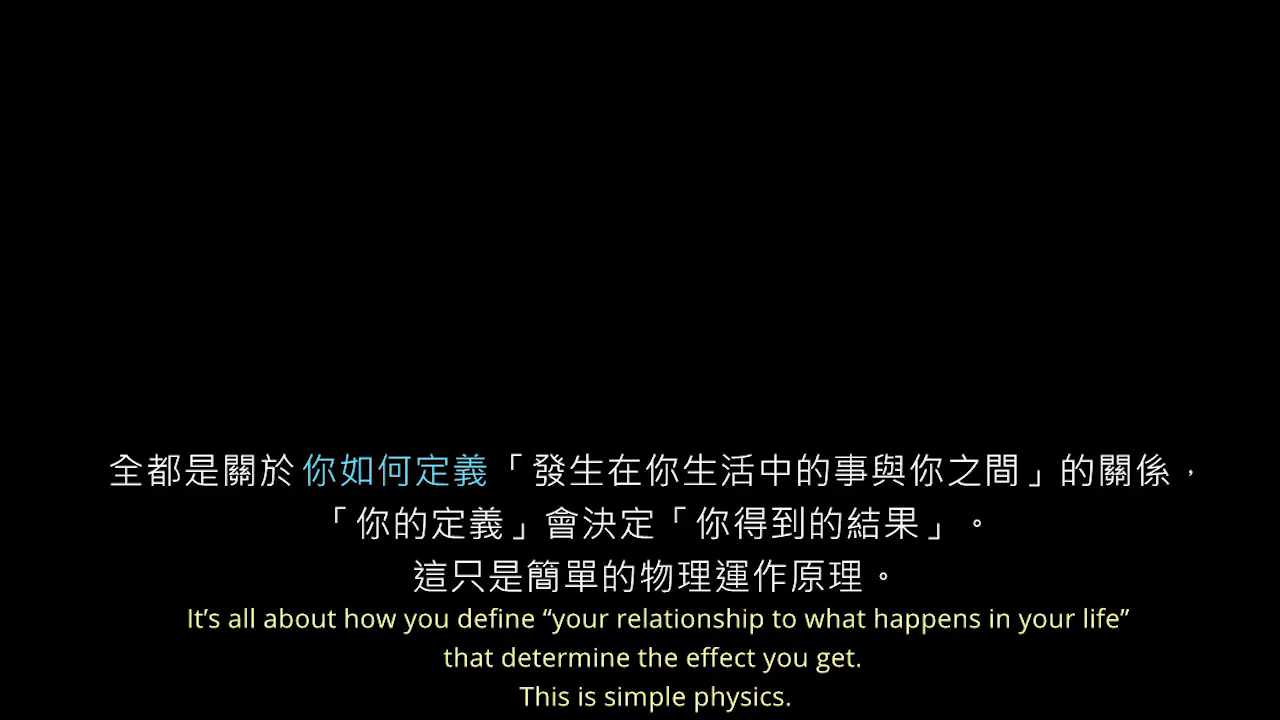 全都是關於你如何定義「發生在你生活中的事與你之間」的關係，
「你的定義」會決定「你得到的結果」。
這只是簡單的物理運作原理。
It’s all about how you define “your relationship to what happens in your life”
that determine the effect you get.
This is simple physics.